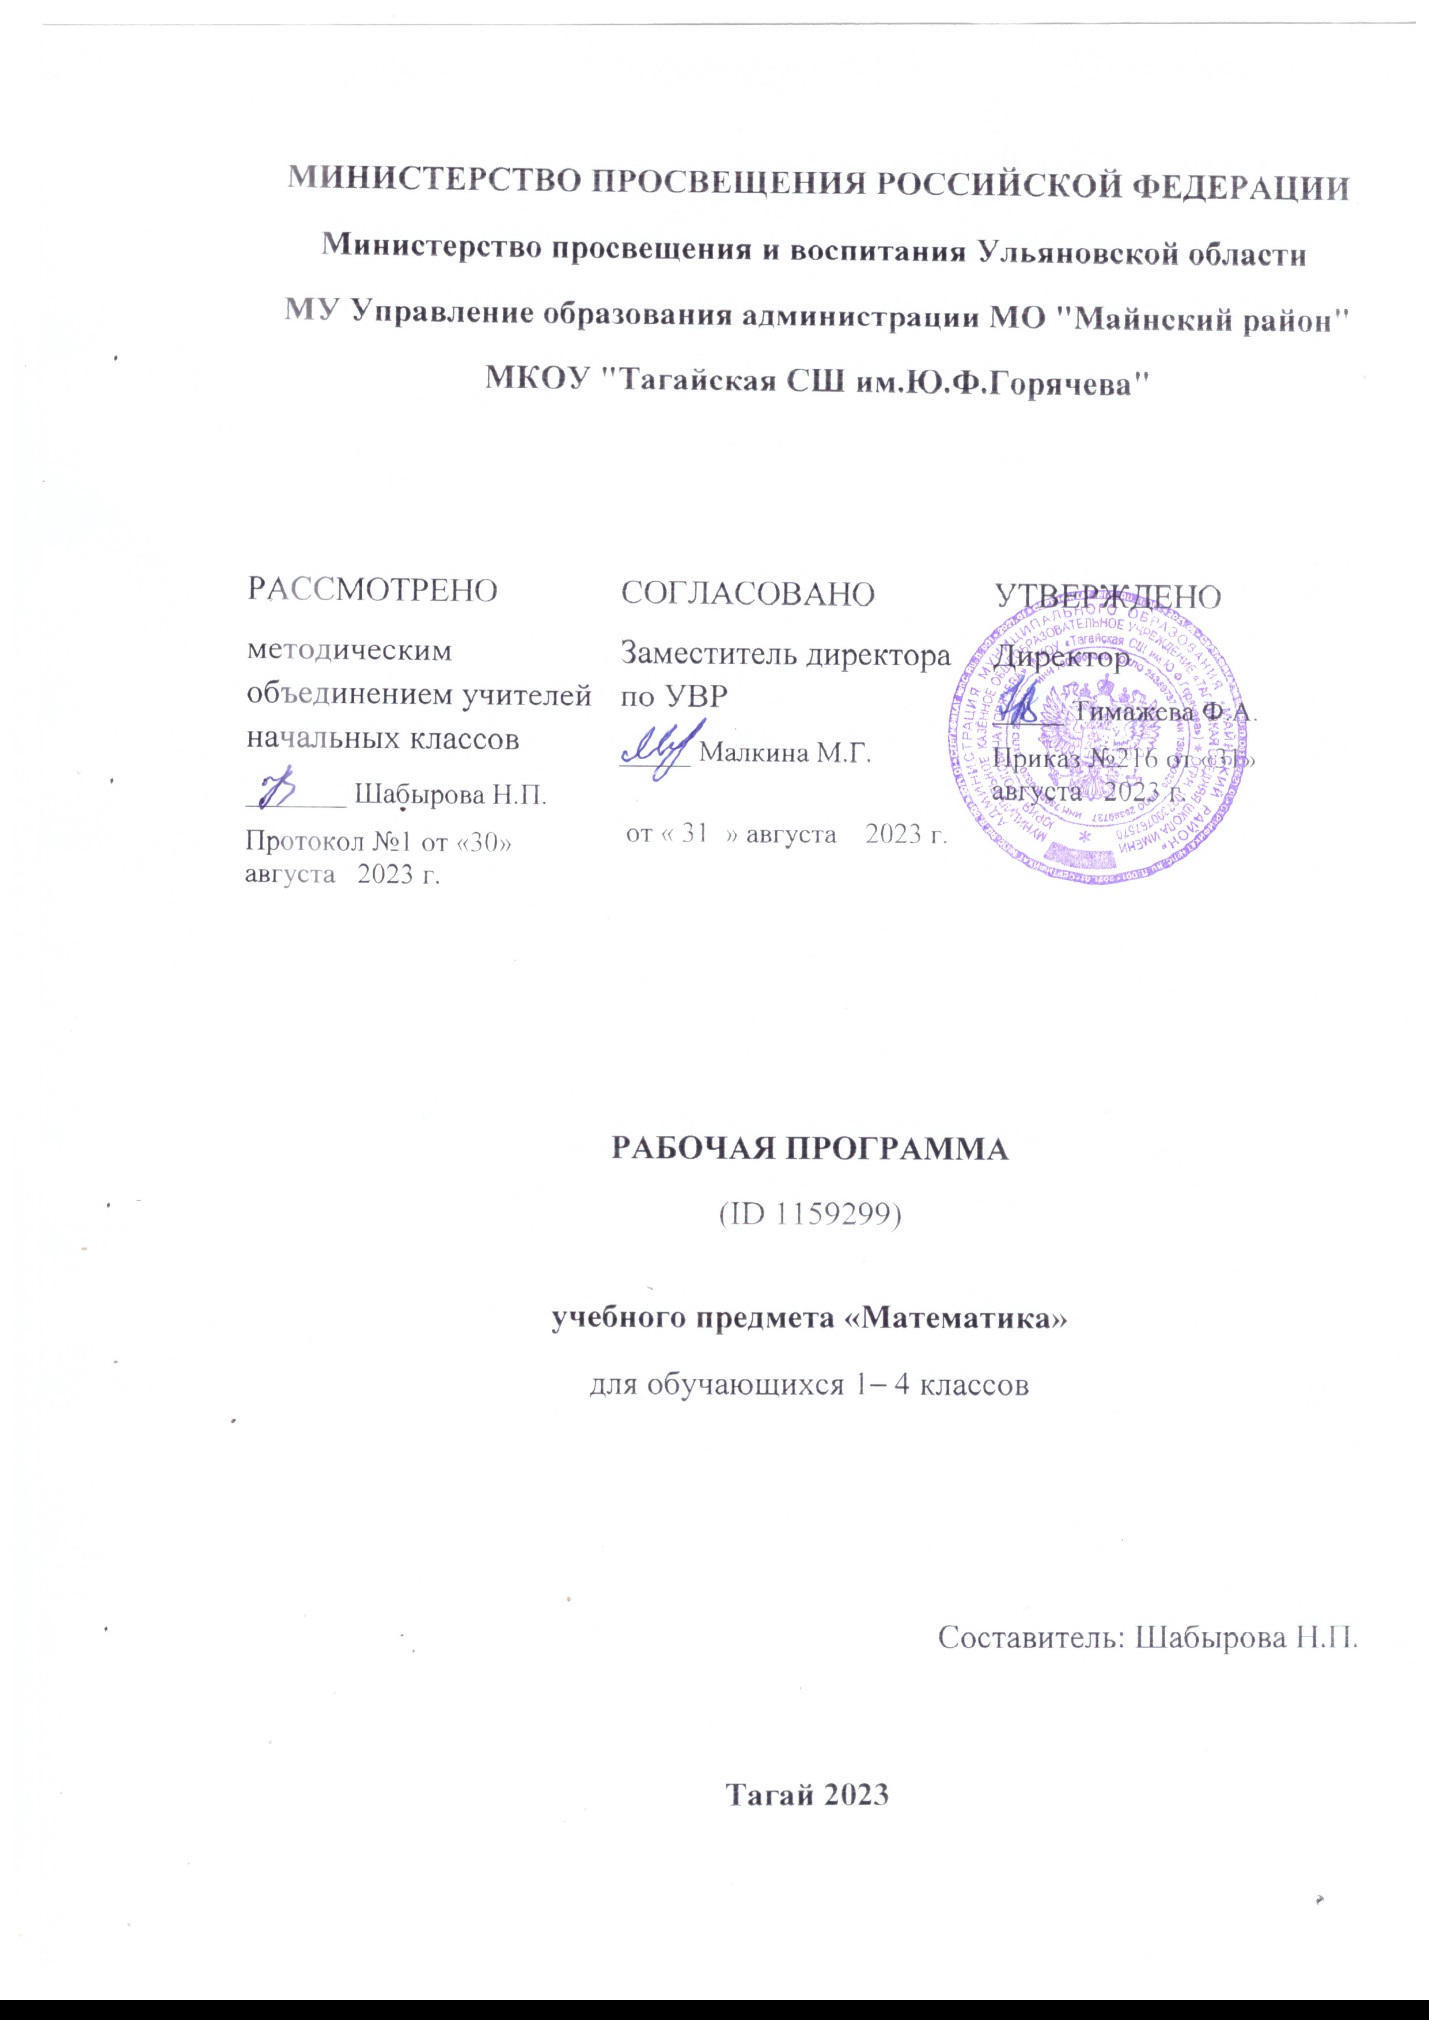 МИНИСТЕРСТВО ПРОСВЕЩЕНИЯ РОССИЙСКОЙ ФЕДЕРАЦИИ
Министерство просвещения и воспитания Ульяновской области
МУ Управление образования администрации МО "Майнский район"
МКОУ "Тагайская СШ им.Ю.Ф.Горячева"
РАССМОТРЕНО
методическим
объединением учителей
начальных классов
Шабырова Н.П.
Протокол №1 от «30»
августа 2023 г.
СОГЛАСОВАНО
Заместитель директора
по УВР
Малкина М.Г.
от « 31 » августа 2023 г.
УТВЕРЖДЕНО
Директор
Тимажева Ф.А.
Приказ №216 от «31»
августа 2023 г.
РАБОЧАЯ ПРОГРАММА
(ID 1159299)
учебного предмета «Математика»
для обучающихся 1– 4 классов
Составитель: Шабырова Н.П.
Тагай 2023